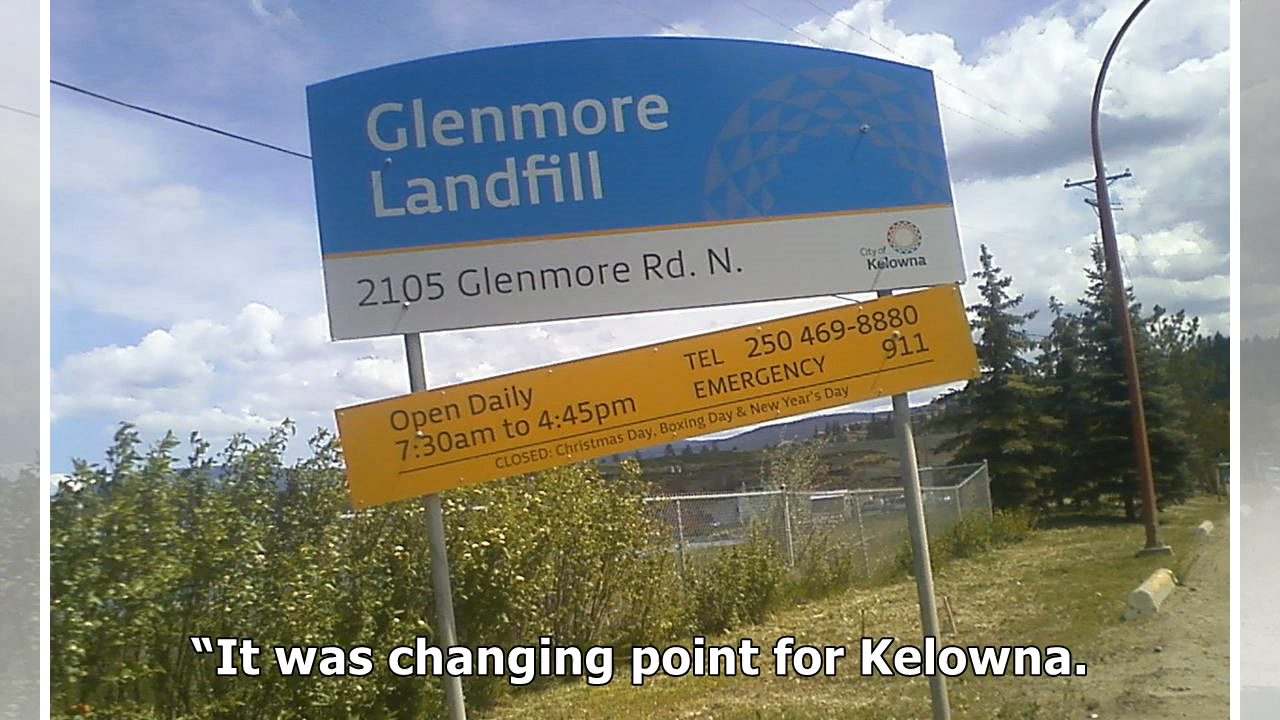 Glenmore
Landfill
2105 Glenmore Rd. N.
City of
Kelowna
TEL 250 469-8880
EMERGENCY 911
Open Daily
7:30am to 4:45pm
CLOSED: Christmas Day, Boxing Day & New Year's Day
“It was changing point for Kelowna.